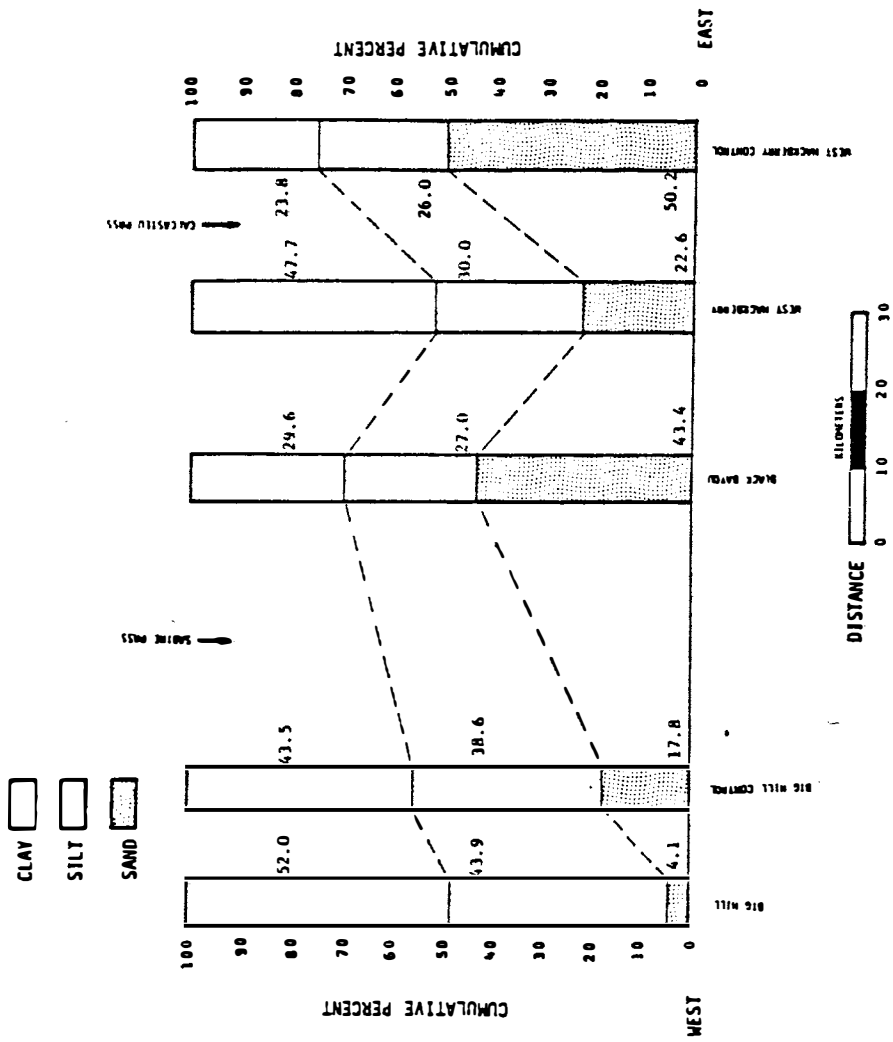 CLAY
SILT
SAND
CUMULATIVE PERCENT
100
90
80
70
60
50
40
30
20
10
0
WEST
52.0
43.9
4.1
BIG HILL
43.5
38.6
17.8
BIG HILL CONTROL
SABINE PASS
29.6
27.0
43.4
BLACK BAYOU
47.7
30.0
22.6
WEST HACKBERRY
CALCASIEU PASS
23.8
26.0
50.2
WEST HACKBERRY CONTROL
CUMULATIVE PERCENT
100
90
80
70
60
50
40
30
20
10
0
EAST
DISTANCE
KILOMETERS
0 10 20 30